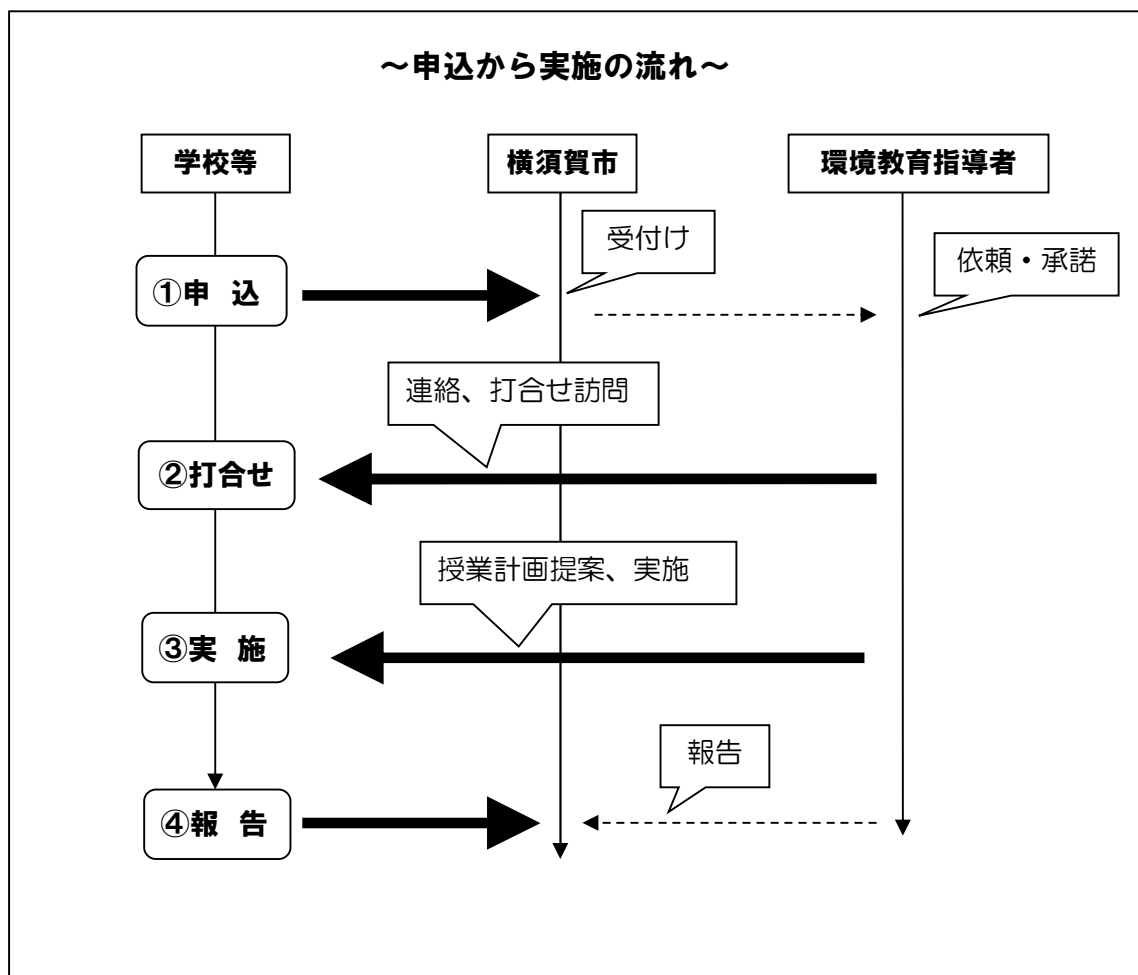 ～申込から実施の流れ～
学校等
横須賀市
環境教育指導者
受付け
依頼・承諾
①申 込
連絡、打合せ訪問
②打合せ
授業計画提案、実施
③実 施
報告
④報 告